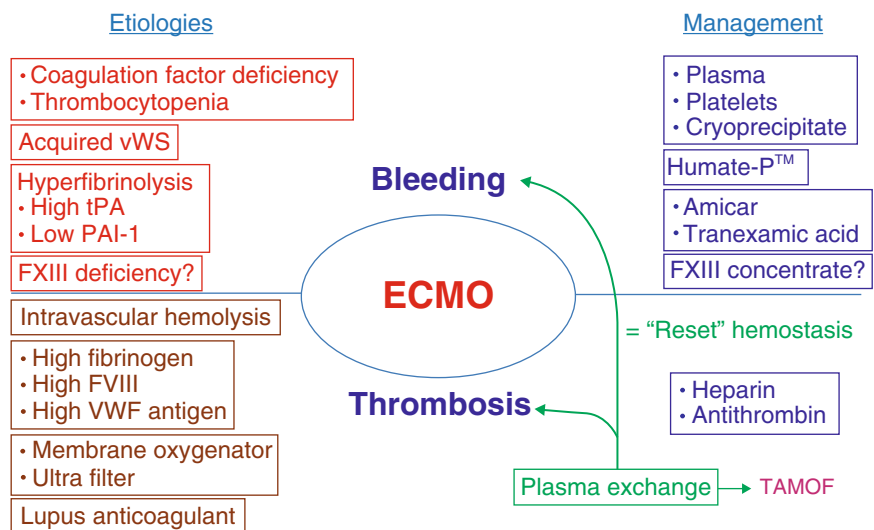 Etiologies
• Coagulation factor deficiency
• Thrombocytopenia
Acquired vWS
Hyperfibrinolysis
• High tPA
• Low PAI-1
FXIII deficiency?
Intravascular hemolysis
• High fibrinogen
• High FVIII
• High VWF antigen
• Membrane oxygenator
• Ultra filter
Lupus anticoagulant
Bleeding
ECMO
Thrombosis
Management
• Plasma
• Platelets
• Cryoprecipitate
Humate-P™
• Amicar
• Tranexamic acid
FXIII concentrate?
= “Reset” hemostasis
• Heparin
• Antithrombin
Plasma exchange
TAMOF